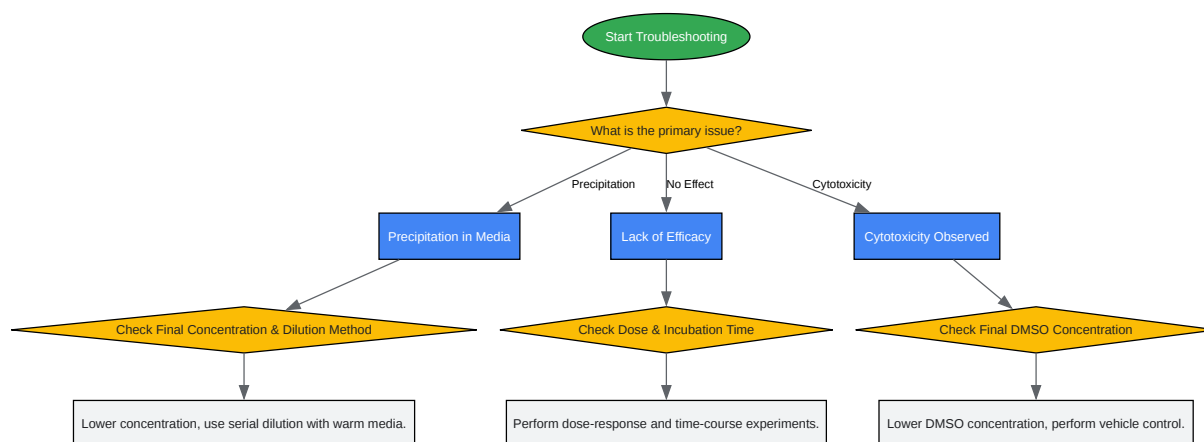 Start Troubleshooting
What is the primary issue?
Precipitation
No Effect
Cytotoxicity
Precipitation in Media
Lack of Efficacy
Cytotoxicity Observed
Check Final Concentration & Dilution Method
Check Dose & Incubation Time
Check Final DMSO Concentration
Lower concentration, use serial dilution with warm media.
Perform dose-response and time-course experiments.
Lower DMSO concentration, perform vehicle control.